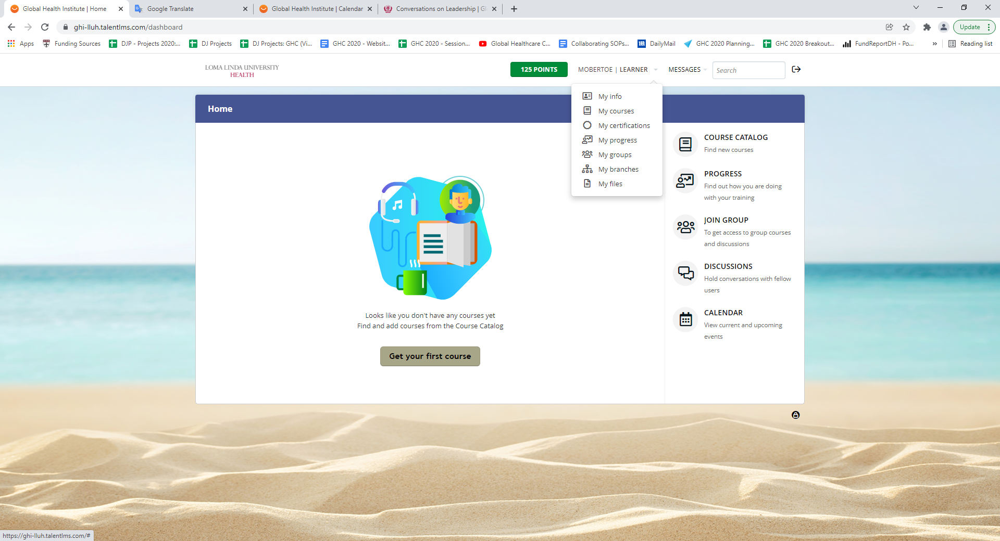 Global Health Institute | Home
Google Translate
Global Health Institute | Calendar
Conversations on Leadership | Gl
ghi-lluh.talentlms.com/dashboard
Update
Apps
Funding Sources
DJP - Projects 2020:...
DJ Projects
DJ Projects: GHC (Vi...
GHC 2020 - Websit...
GHC 2020 - Session...
Global Healthcare C...
Collaborating SOPs...
DailyMail
GHC 2020 Planning...
GHC 2020 Breakout...
FundReportDH - Po...
»
Reading list
LOMA LINDA UNIVERSITY
HEALTH
125 POINTS
MOBERTOE | LEARNER
MESSAGES
Search
My info
My courses
My certifications
My progress
My groups
My branches
My files
Home
Looks like you don't have any courses yet
Find and add courses from the Course Catalog
Get your first course
COURSE CATALOG
Find new courses
PROGRESS
Find out how you are doing
with your training
JOIN GROUP
To get access to group courses
and discussions
DISCUSSIONS
Hold conversations with fellow
users
CALENDAR
View current and upcoming
events
https://ghi-lluh.talentlms.com/#